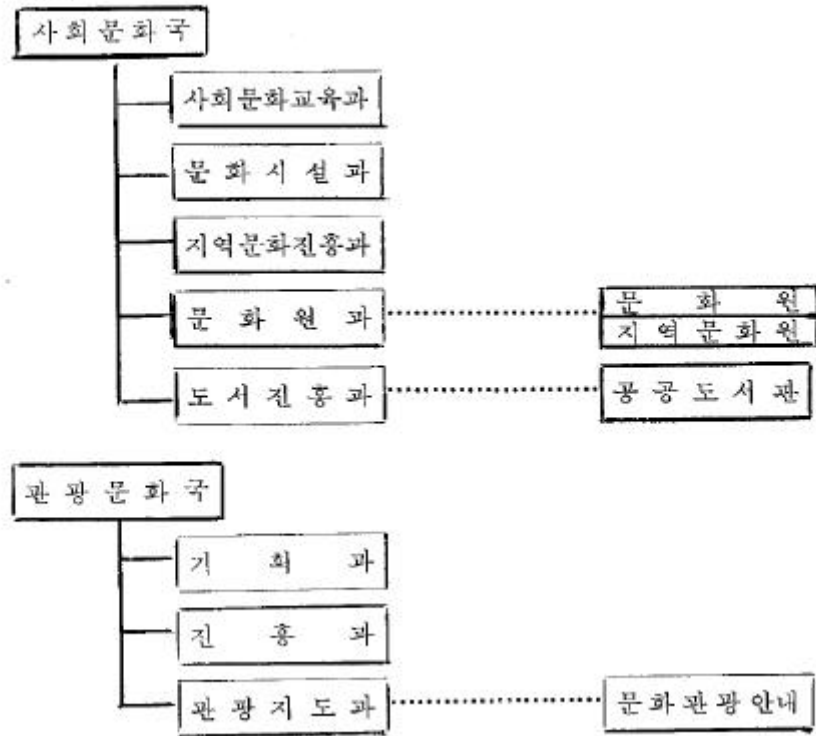 사회문화국
사회문화교육과
문화시설과
지역문화진흥과
문화원과 문화원
지역문화원
도서진흥과 공공도서관
관광문화국
기획과
진흥과
관광지도과 문화관광안내